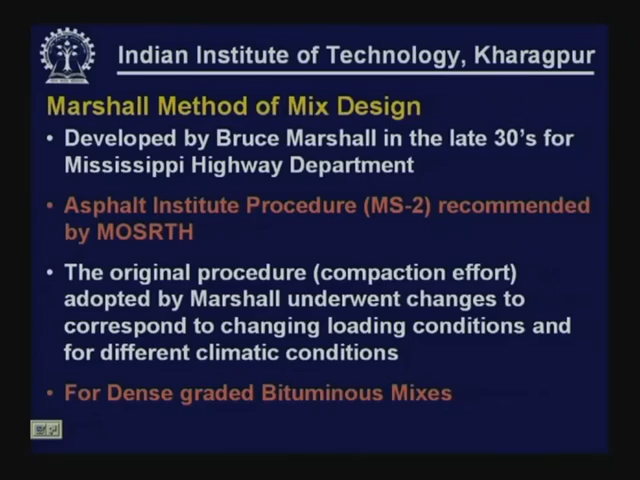 Indian Institute of Technology, Kharagpur
Marshall Method of Mix Design
• Developed by Bruce Marshall in the late 30's for
Mississippi Highway Department
• Asphalt Institute Procedure (MS-2) recommended
by MOSRTH
• The original procedure (compaction effort)
adopted by Marshall underwent changes to
correspond to changing loading conditions and
for different climatic conditions
• For Dense graded Bituminous Mixes